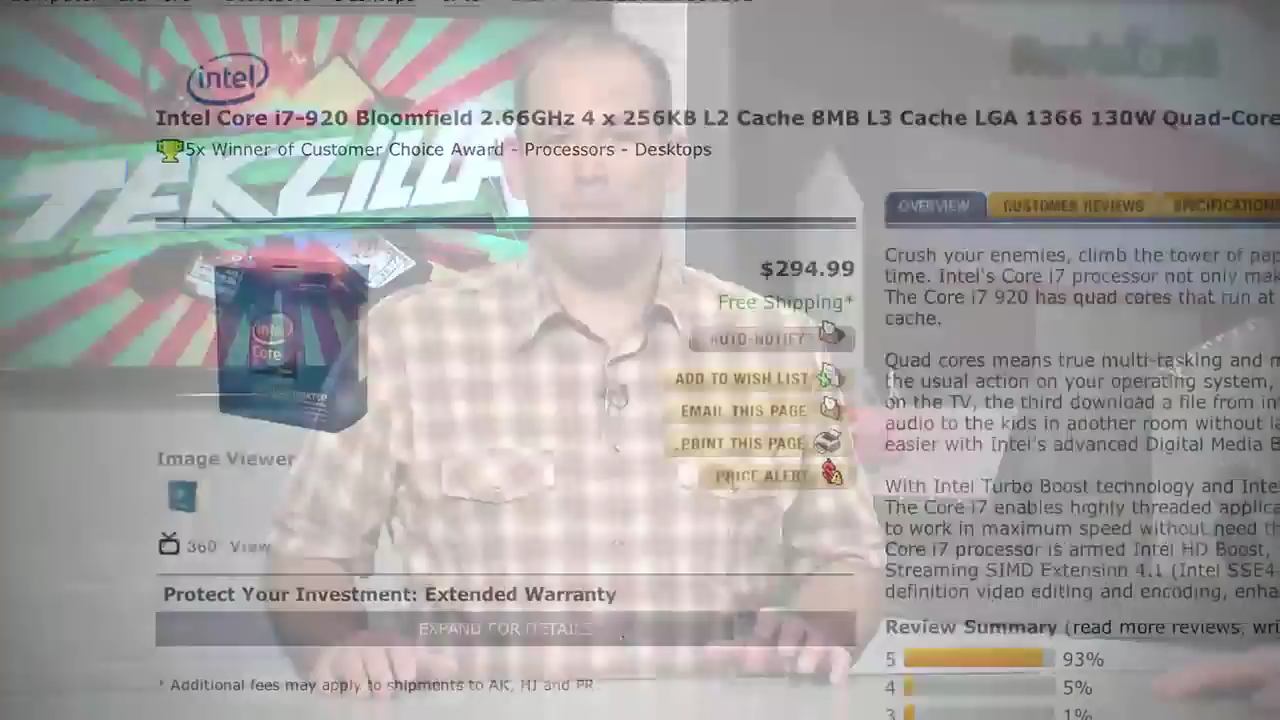 intel
Intel Core i7-920 Bloomfield 2.66GHz 4 x 256KB L2 Cache 8MB L3 Cache LGA 1366 130W Quad-Core
5x Winner of Customer Choice Award - Processors - Desktops
TEKZILLA
$294.99
Free Shipping*
AUTO-NOTIFY
ADD TO WISH LIST
EMAIL THIS PAGE
PRINT THIS PAGE
PRICE ALERT
intel
Core
Image Viewer
360 View
Protect Your Investment: Extended Warranty
EXPAND FOR DETAILS
* Additional fees may apply to shipments to AK, HI and PR
OVERVIEW
CUSTOMER REVIEWS
SPECIFICATIONS
Crush your enemies, climb the tower of
time. Intel's Core i7 processor not only
The Core i7 920 has quad cores that run at
cache.
Quad cores means true multi-tasking and
the usual action on your operating system,
on the TV, the third download a file from
audio to the kids in another room without
easier with Intel's advanced Digital Media
With Intel Turbo Boost technology and
The Core i7 enables highly threaded
to work in maximum speed without need
Core i7 processor is armed Intel HD Boost,
Streaming SIMD Extension 4.1 (Intel SSE4
definition video editing and encoding,
Review Summary (read more reviews,
5 93%
4 5%
3 1%